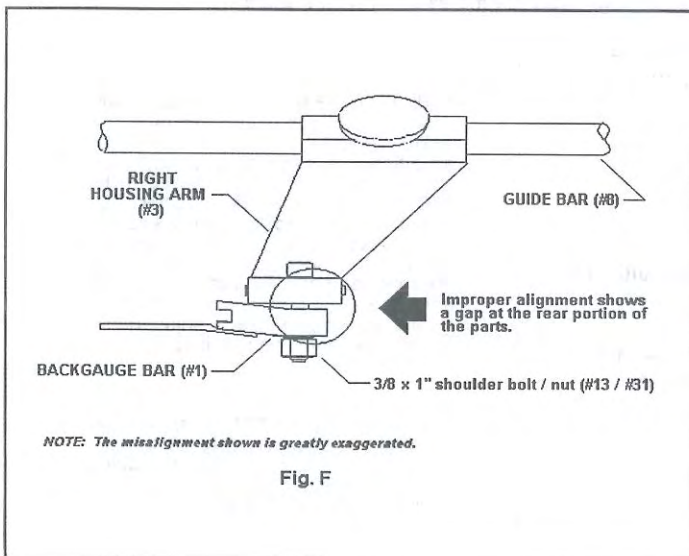 RIGHT
HOUSING ARM
(#3)
GUIDE BAR (#8)
Improper alignment shows
a gap at the rear portion of
the parts.
BACKGAUGE BAR (#1)
3/8 x 1" shoulder bolt / nut (#13 / #31)
NOTE: The misalignment shown is greatly exaggerated.
Fig. F